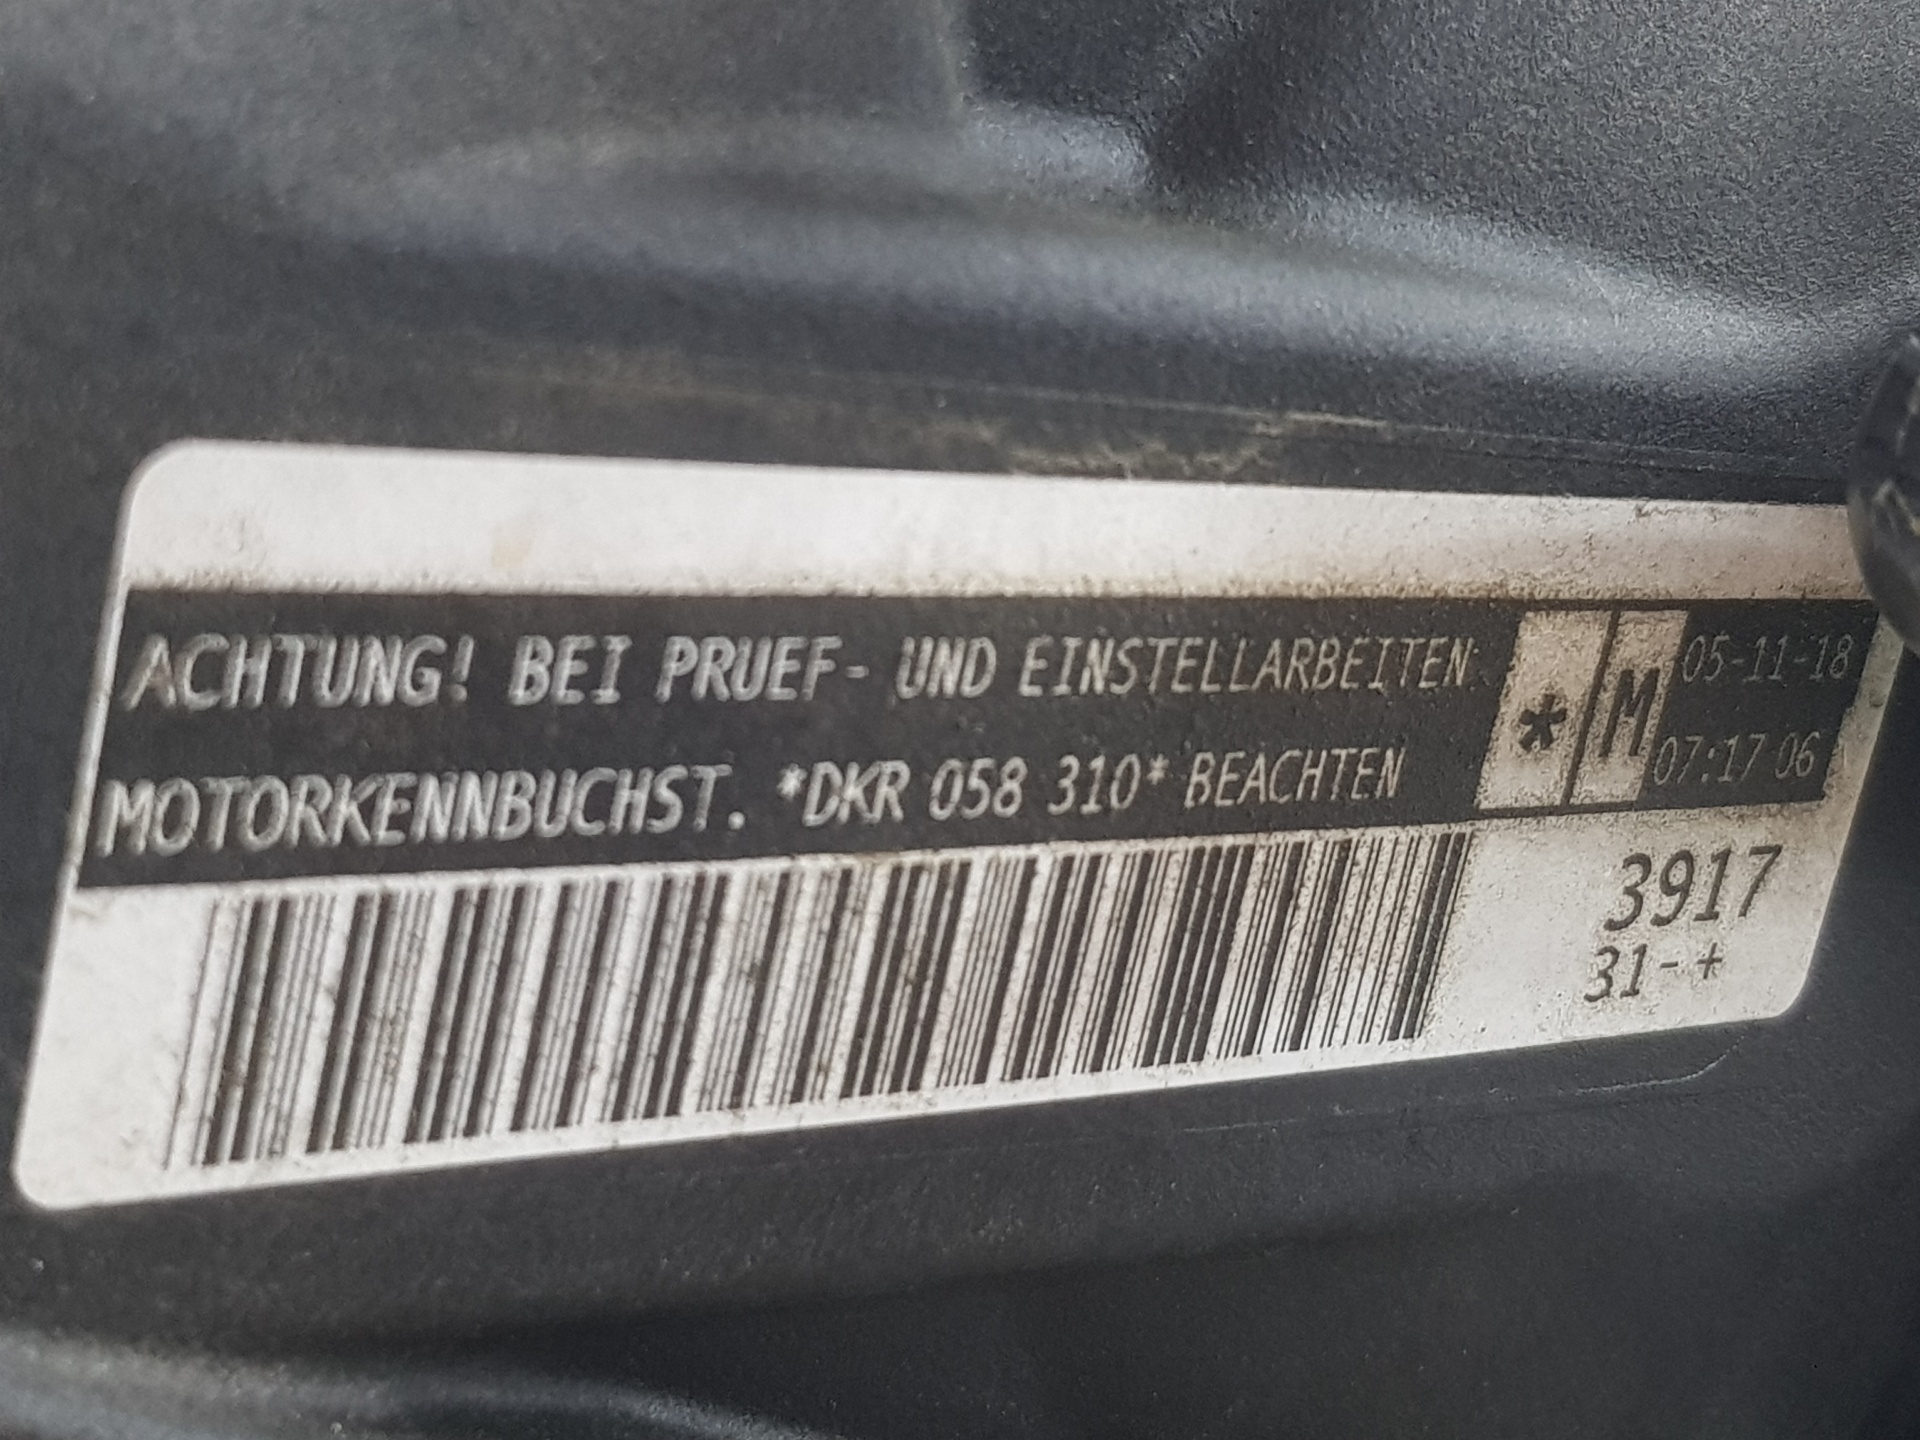 ACHTUNG! BEI PRUEF- UND EINSTELLARBEITEN
MOTORKENNBUCHST. *DKR 058 310* BEACHTEN
* M
05-11-18
07:17 06
3917
31-+